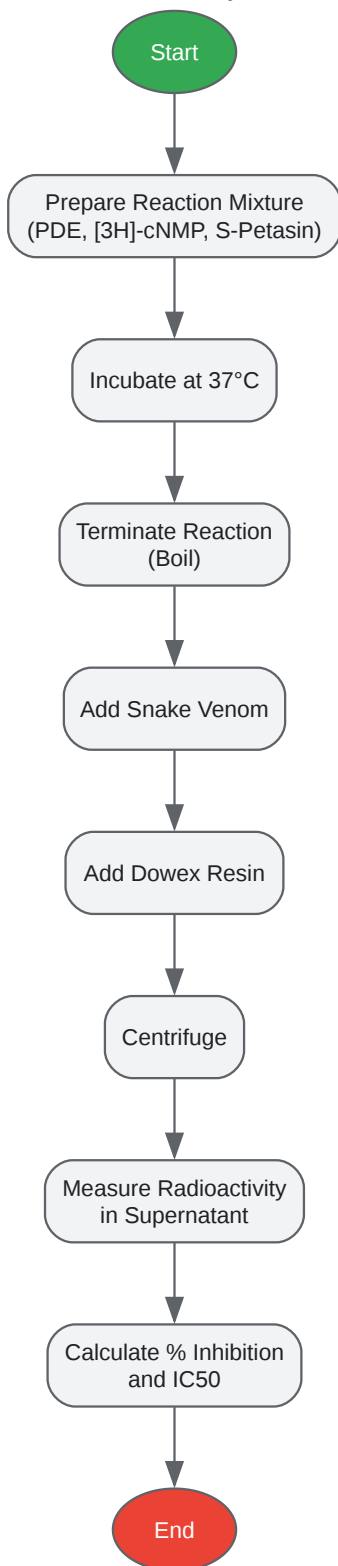 Start
Prepare Reaction Mixture
(PDE, [3H]-cNMP, S-Petasin)
Incubate at 37°C
Terminate Reaction
(Boil)
Add Snake Venom
Add Dowex Resin
Centrifuge
Measure Radioactivity
in Supernatant
Calculate % Inhibition
and IC50
End